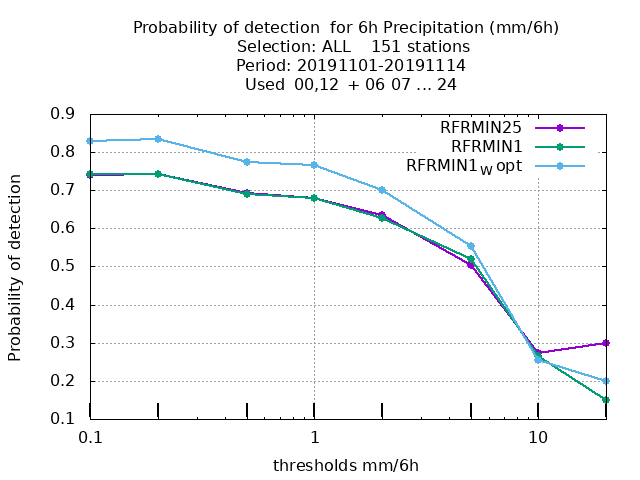 Probability of detection for 6h Precipitation (mm/6h)
Selection: ALL 151 stations
Period: 20191101-20191114
Used 00,12 + 06 07 ... 24
RFRMIN25
RFRMIN1
RFRMIN1W opt
0.9
0.8
0.7
0.6
0.5
0.4
0.3
0.2
0.1
Probability of detection
0.1 1 10
thresholds mm/6h